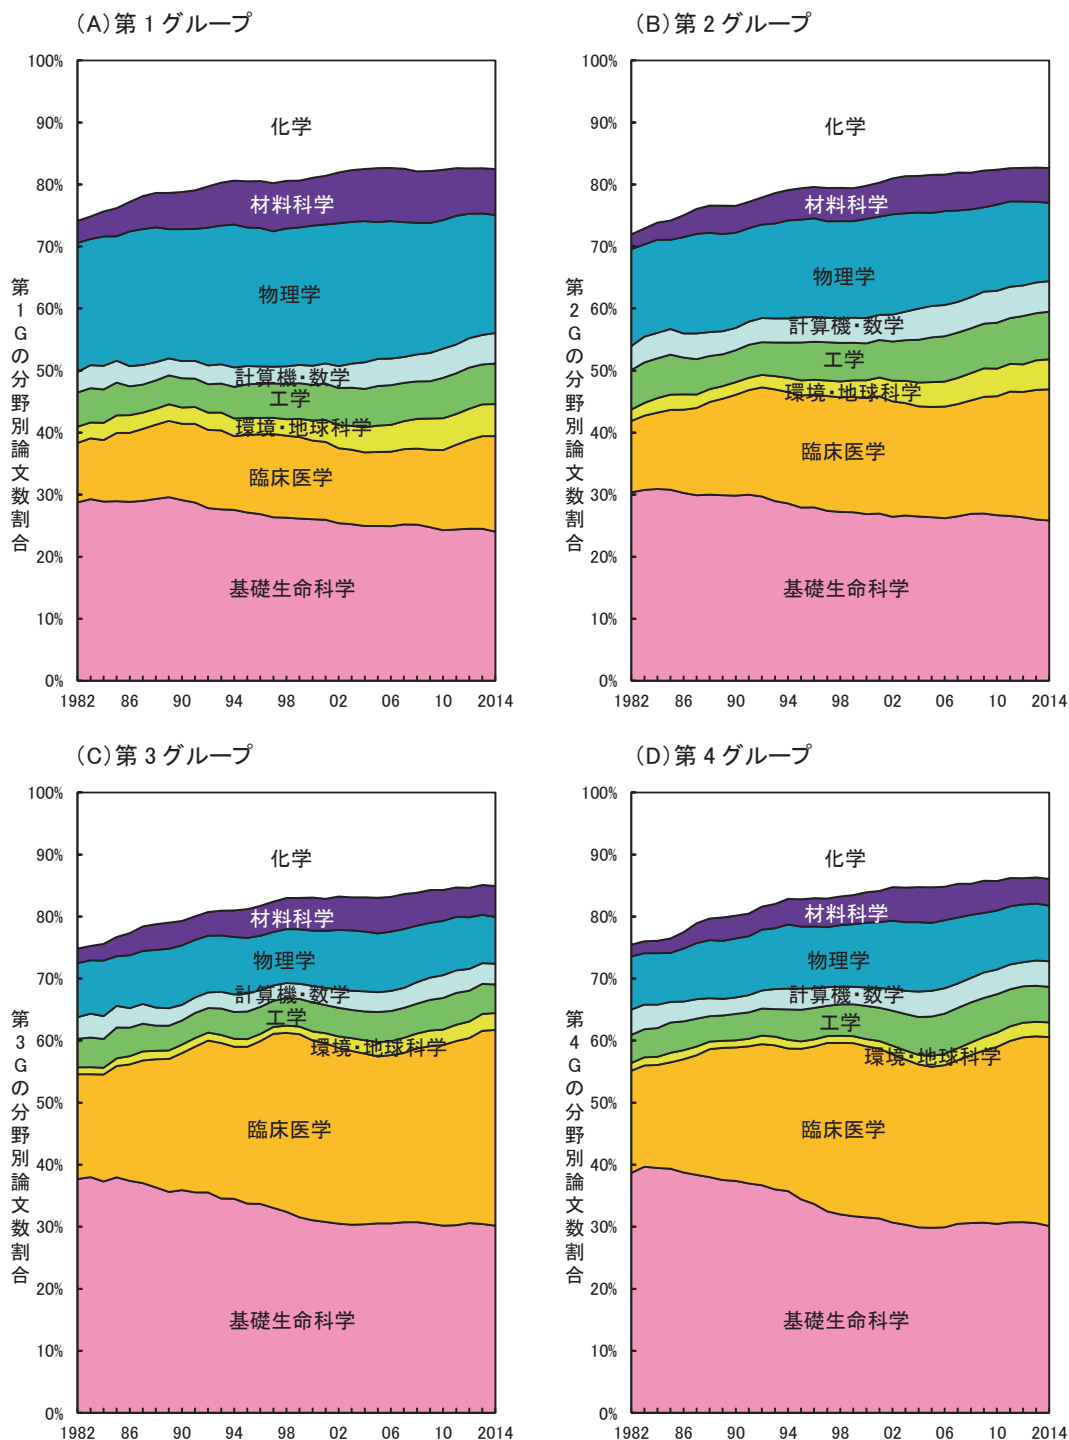 (A)第 1 グループ
100%
90%
80%
70%
60%
50%
40%
30%
20%
10%
0%
第1Gの分野別論文数割合
化学
材料科学
物理学
計算機・数学
工学
環境・地球科学
臨床医学
基礎生命科学
1982 86 90 94 98 02 06 10 2014
(B)第 2 グループ
100%
90%
80%
70%
60%
50%
40%
30%
20%
10%
0%
第2Gの分野別論文数割合
化学
材料科学
物理学
計算機・数学
工学
環境・地球科学
臨床医学
基礎生命科学
1982 86 90 94 98 02 06 10 2014
(C)第 3 グループ
100%
90%
80%
70%
60%
50%
40%
30%
20%
10%
0%
第3Gの分野別論文数割合
化学
材料科学
物理学
計算機・数学
工学
環境・地球科学
臨床医学
基礎生命科学
1982 86 90 94 98 02 06 10 2014
(D)第 4 グループ
100%
90%
80%
70%
60%
50%
40%
30%
20%
10%
0%
第4Gの分野別論文数割合
化学
材料科学
物理学
計算機・数学
工学
環境・地球科学
臨床医学
基礎生命科学
1982 86 90 94 98 02 06 10 2014